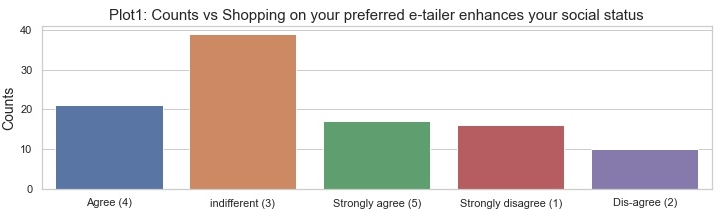 Plot1: Counts vs Shopping on your preferred e-tailer enhances your social status
40
30
20
10
0
Counts
Agree (4)
indifferent (3)
Strongly agree (5)
Strongly disagree (1)
Dis-agree (2)